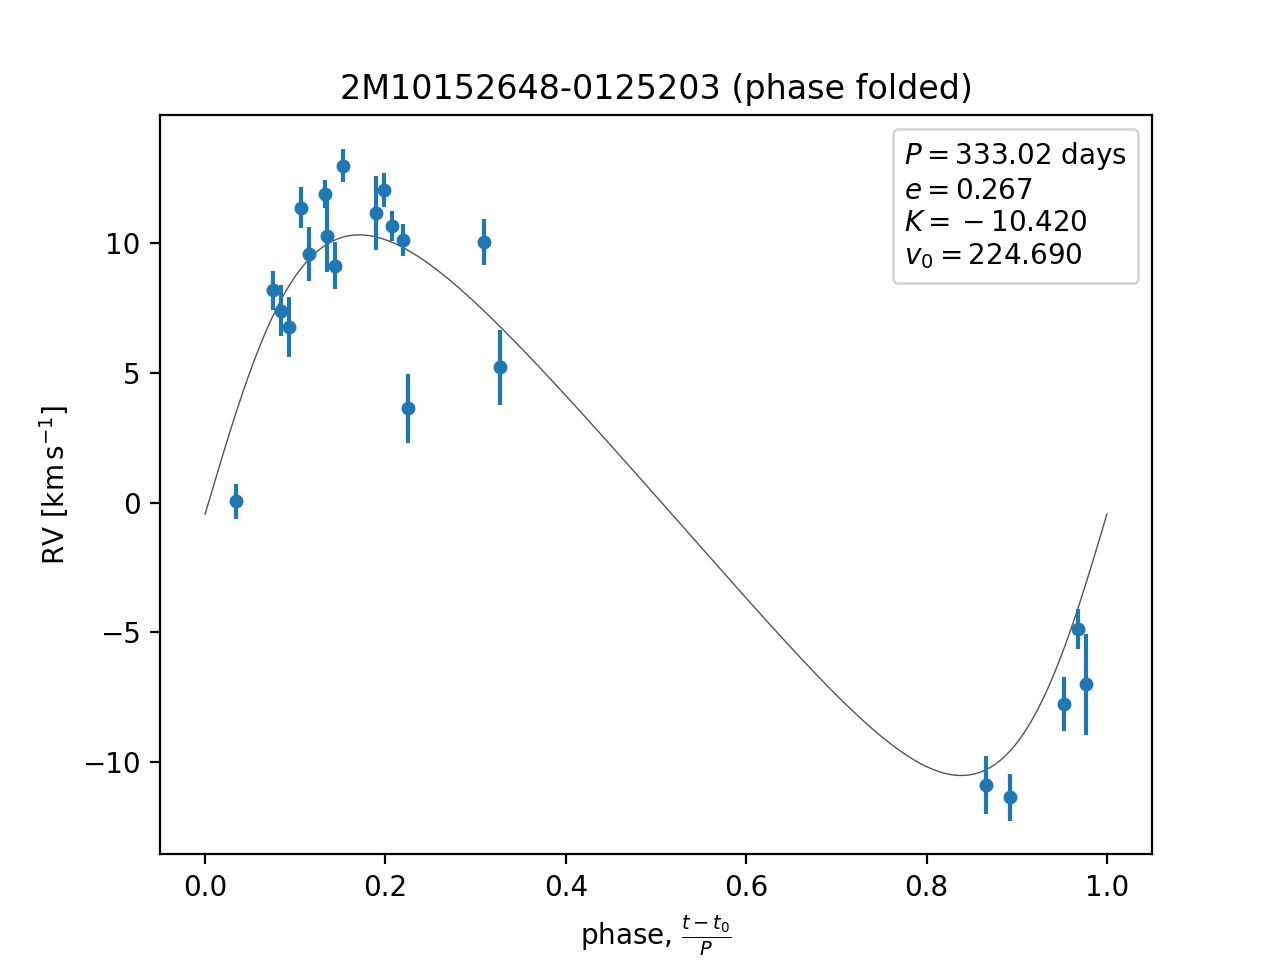 2M10152648-0125203 (phase folded)
P = 333.02 days
e = 0.267
K = −10.420
v₀ = 224.690
10
5
0
−5
−10
RV [km s⁻¹]
0.0 0.2 0.4 0.6 0.8 1.0
phase, (t − t₀)/P